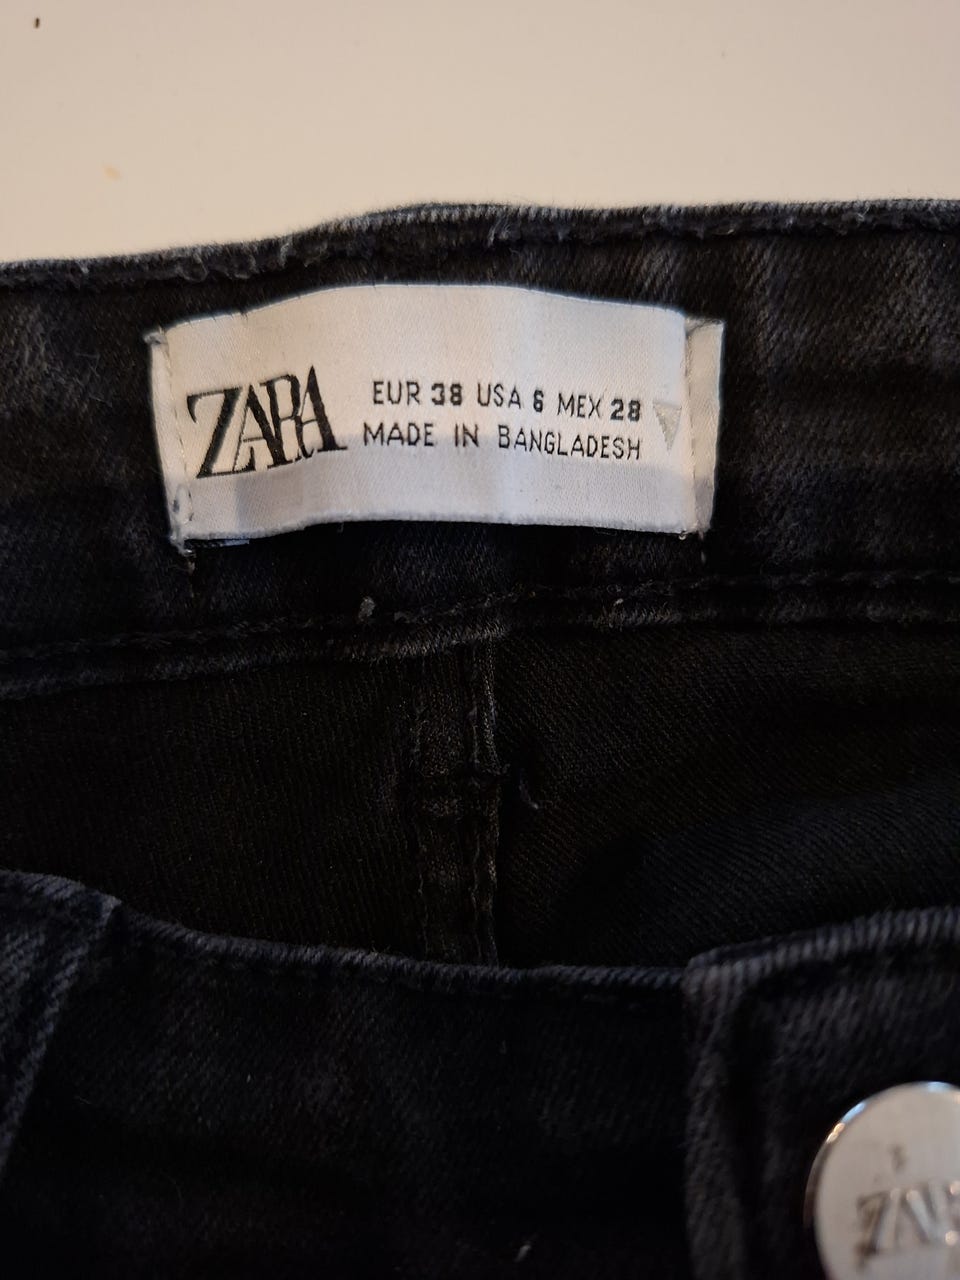 ZARA
EUR 38 USA 6 MEX 28
MADE IN BANGLADESH